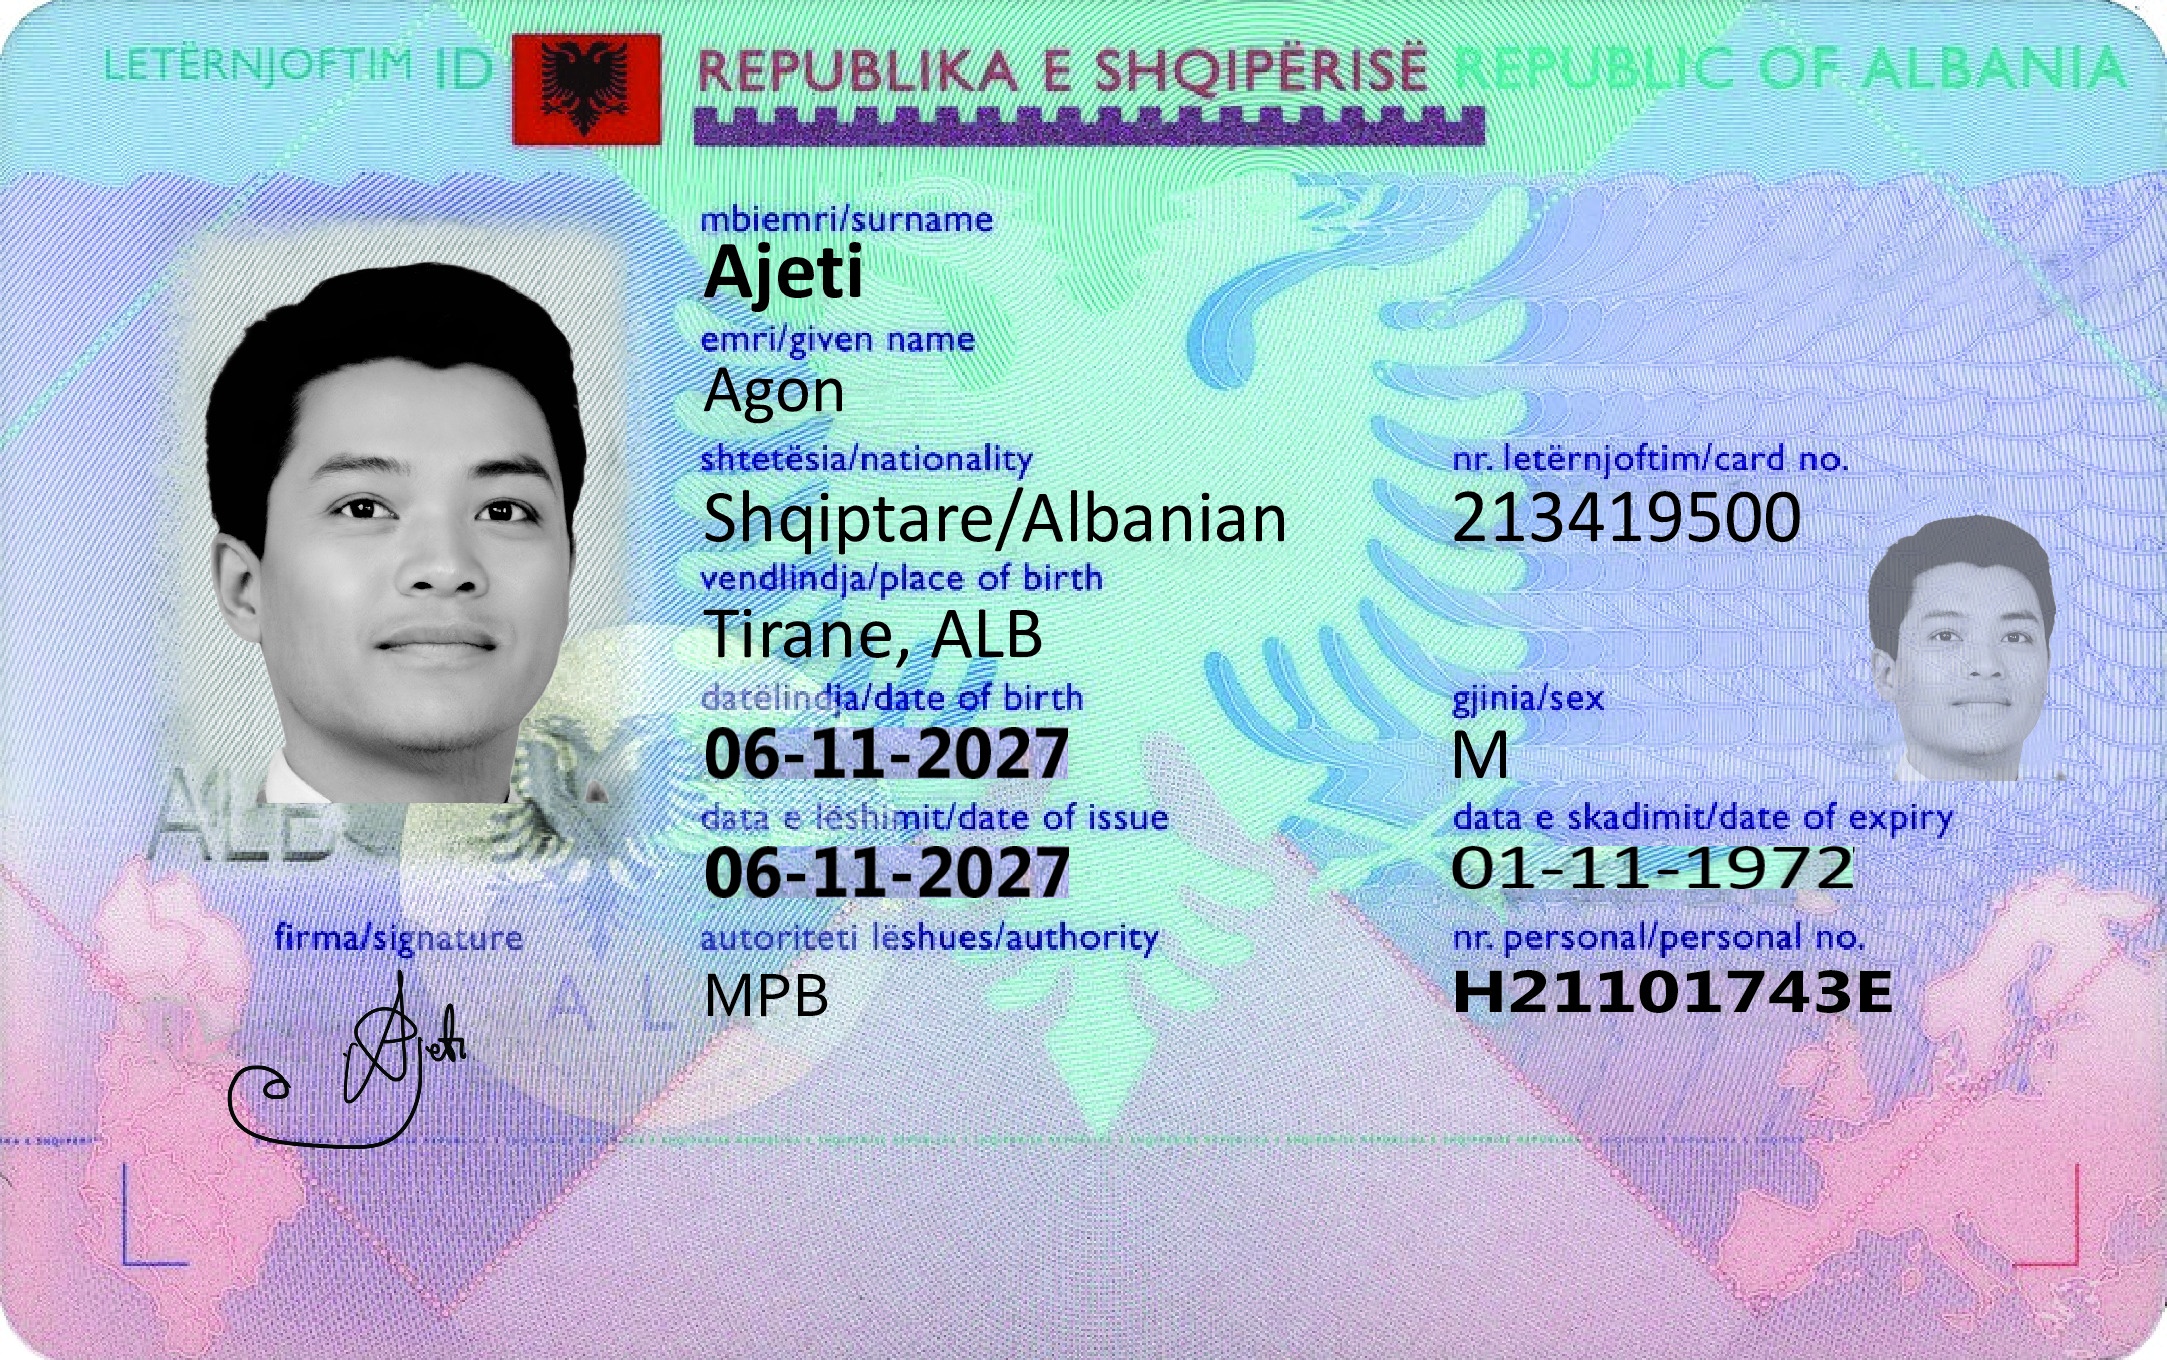 LETËRNJOFTIM ID REPUBLIKA E SHQIPËRISË REPUBLIC OF ALBANIA
mbiemri/surname
Ajeti
emri/given name
Agon
shtetësia/nationality nr. letërnjoftim/card no.
Shqiptare/Albanian 213419500
vendlindja/place of birth
Tirane, ALB
datëlindja/date of birth gjinia/sex
06-11-2027 M
data e lëshimit/date of issue data e skadimit/date of expiry
06-11-2027 01-11-1972
ALB
firma/signature autoriteti lëshues/authority nr. personal/personal no.
MPB H21101743E
A L
Ajeti